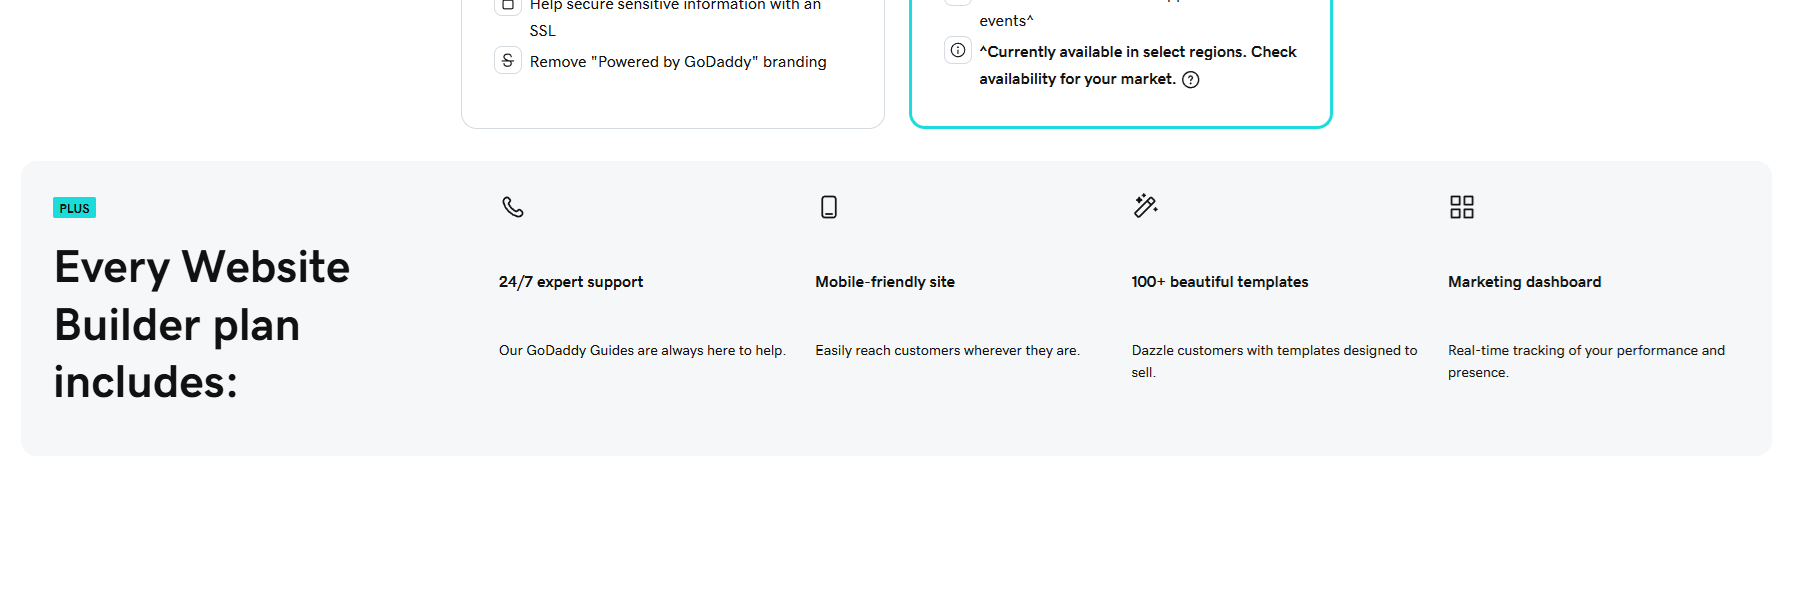 Help secure sensitive information with an
SSL
Remove "Powered by GoDaddy" branding
events^
^Currently available in select regions. Check
availability for your market.
PLUS
Every Website
Builder plan
includes:
24/7 expert support
Our GoDaddy Guides are always here to help.
Mobile-friendly site
Easily reach customers wherever they are.
100+ beautiful templates
Dazzle customers with templates designed to
sell.
Marketing dashboard
Real-time tracking of your performance and
presence.